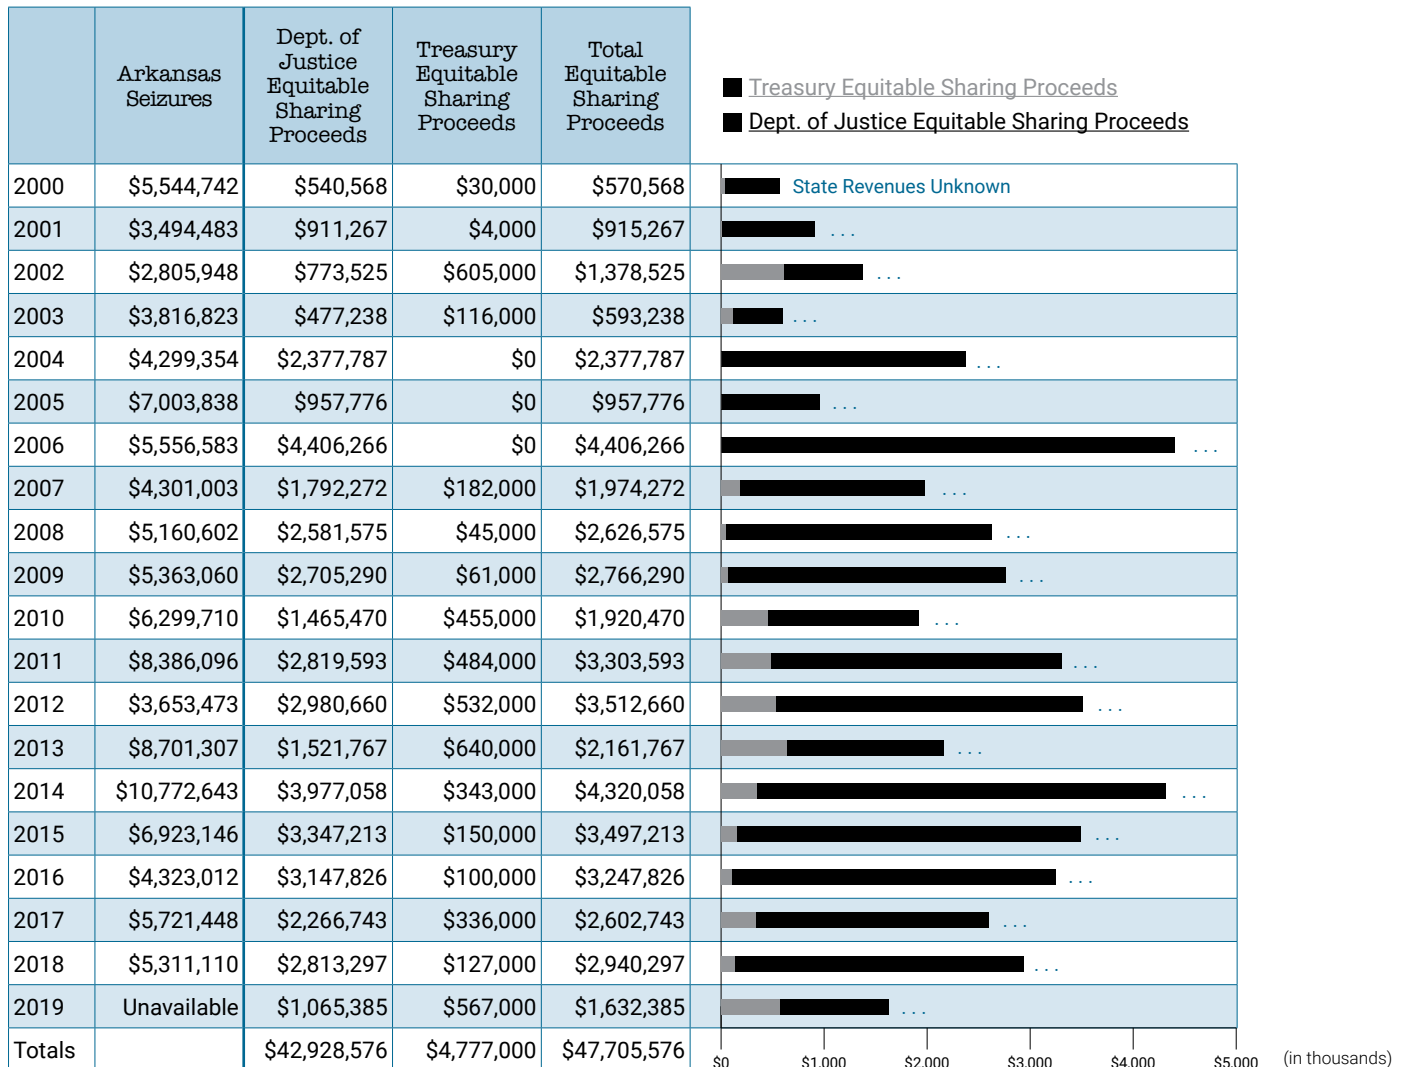 Arkansas
Seizures
Dept. of
Justice
Equitable
Sharing
Proceeds
Treasury
Equitable
Sharing
Proceeds
Total
Equitable
Sharing
Proceeds
Treasury Equitable Sharing Proceeds
Dept. of Justice Equitable Sharing Proceeds
2000 $5,544,742 $540,568 $30,000 $570,568 State Revenues Unknown
2001 $3,494,483 $911,267 $4,000 $915,267 ...
2002 $2,805,948 $773,525 $605,000 $1,378,525 ...
2003 $3,816,823 $477,238 $116,000 $593,238 ...
2004 $4,299,354 $2,377,787 $0 $2,377,787 ...
2005 $7,003,838 $957,776 $0 $957,776 ...
2006 $5,556,583 $4,406,266 $0 $4,406,266 ...
2007 $4,301,003 $1,792,272 $182,000 $1,974,272 ...
2008 $5,160,602 $2,581,575 $45,000 $2,626,575 ...
2009 $5,363,060 $2,705,290 $61,000 $2,766,290 ...
2010 $6,299,710 $1,465,470 $455,000 $1,920,470 ...
2011 $8,386,096 $2,819,593 $484,000 $3,303,593 ...
2012 $3,653,473 $2,980,660 $532,000 $3,512,660 ...
2013 $8,701,307 $1,521,767 $640,000 $2,161,767 ...
2014 $10,772,643 $3,977,058 $343,000 $4,320,058 ...
2015 $6,923,146 $3,347,213 $150,000 $3,497,213 ...
2016 $4,323,012 $3,147,826 $100,000 $3,247,826 ...
2017 $5,721,448 $2,266,743 $336,000 $2,602,743 ...
2018 $5,311,110 $2,813,297 $127,000 $2,940,297 ...
2019 Unavailable $1,065,385 $567,000 $1,632,385 ...
Totals $42,928,576 $4,777,000 $47,705,576
$0 $1,000 $2,000 $3,000 $4,000 $5,000 (in thousands)